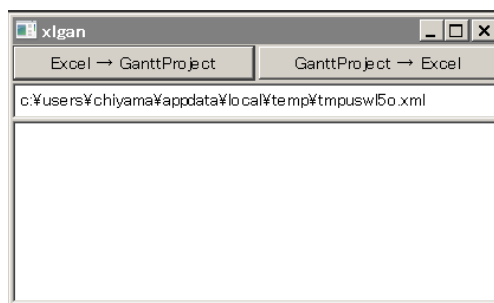 xlgan
Excel → GanttProject
GanttProject → Excel
c:¥users¥chiyama¥appdata¥local¥temp¥tmpuswl5o.xml